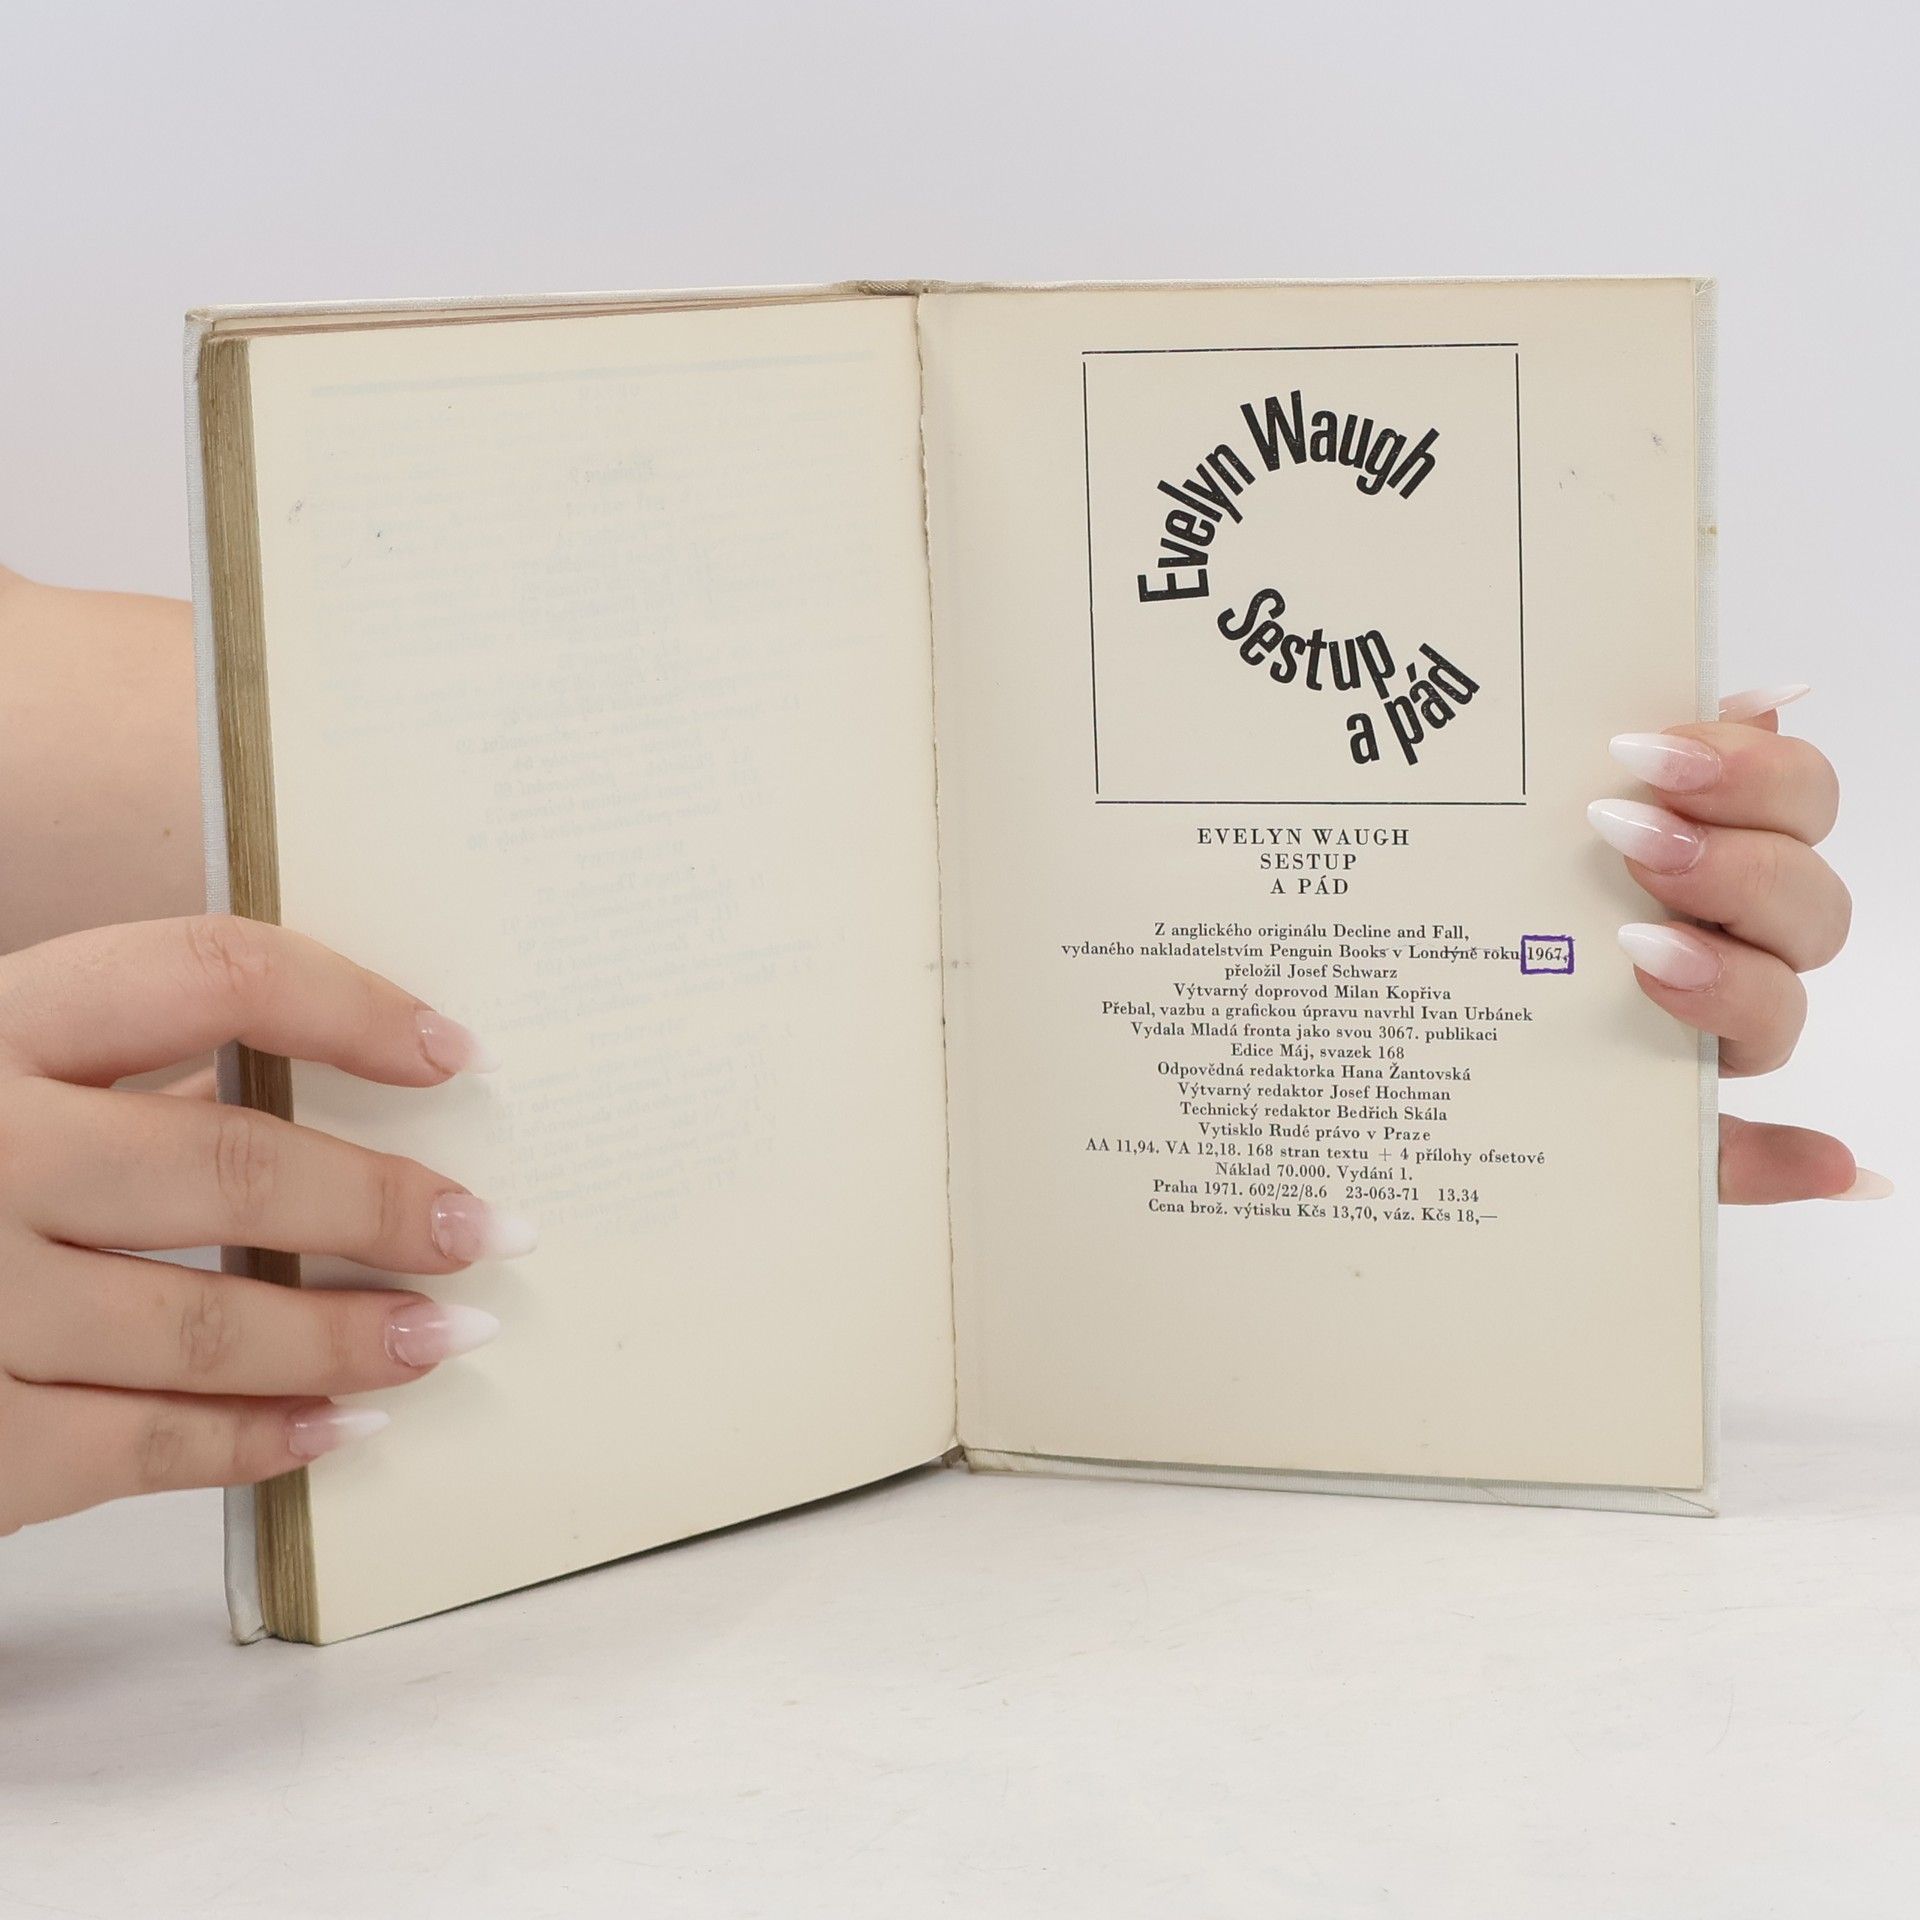 Evelyn Waugh
Sestup
a pád
EVELYN WAUGH
SESTUP
A PÁD
Z anglického originálu Decline and Fall,
vydaného nakladatelstvím Penguin Books v Londýně roku 1967,
přeložil Josef Schwarz
Výtvarný doprovod Milan Kopřiva
Přebal, vazbu a grafickou úpravu navrhl Ivan Urbánek
Vydala Mladá fronta jako svou 3067. publikaci
Edice Máj, svazek 168
Odpovědná redaktorka Hana Žantovská
Výtvarný redaktor Josef Hochman
Technický redaktor Bedřich Skála
Vytisklo Rudé právo v Praze
AA 11,94. VA 12,18. 168 stran textu + 4 přílohy ofsetové
Náklad 70.000. Vydání 1.
Praha 1971. 602/22/8.6 23-063-71 13.34
Cena brož. výtisku Kčs 13,70, váz. Kčs 18,—